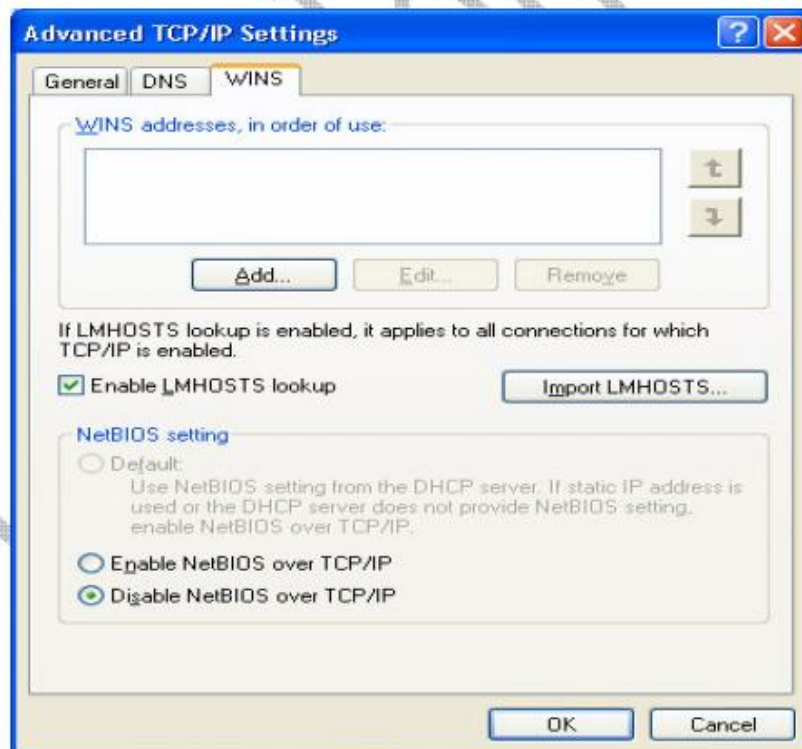 Advanced TCP/IP Settings
General DNS WINS
WINS addresses, in order of use:
Add... Edit... Remove
If LMHOSTS lookup is enabled, it applies to all connections for which
TCP/IP is enabled.
Enable LMHOSTS lookup Import LMHOSTS...
NetBIOS setting
Default:
Use NetBIOS setting from the DHCP server. If static IP address is
used or the DHCP server does not provide NetBIOS setting,
enable NetBIOS over TCP/IP.
Enable NetBIOS over TCP/IP
Disable NetBIOS over TCP/IP
OK Cancel